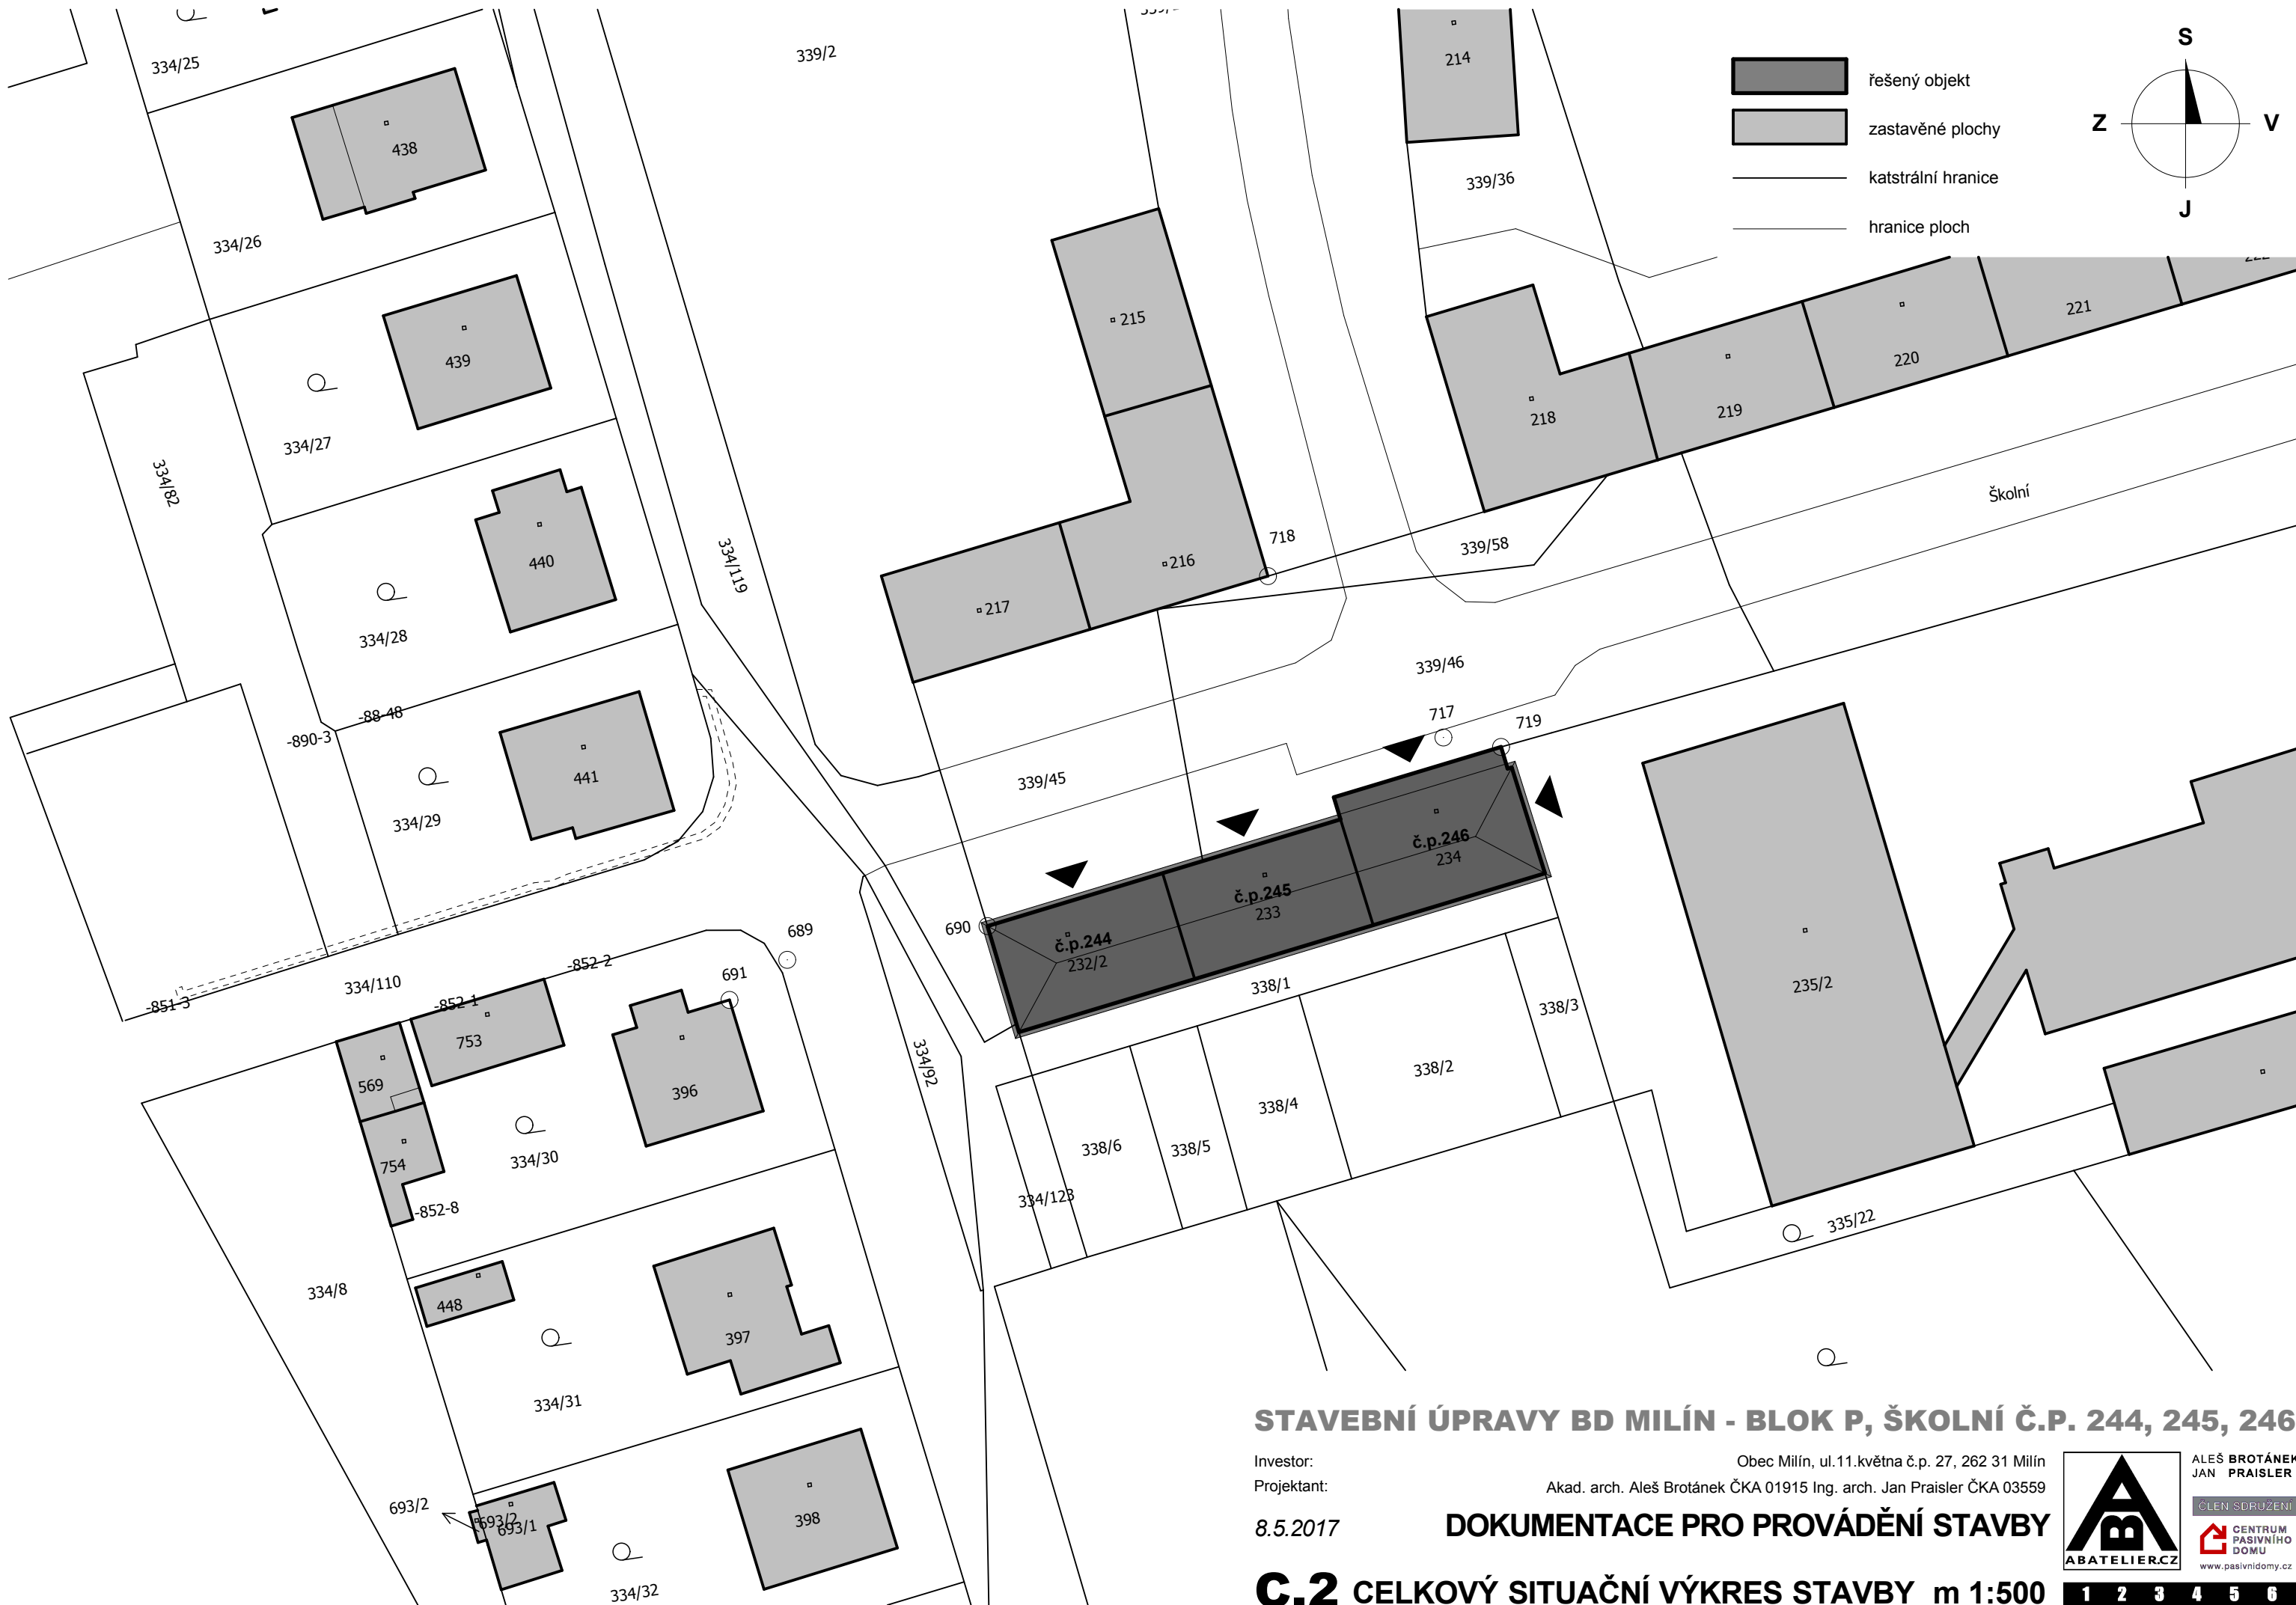 334/25
339/2
214
S
řešený objekt
Z
V
zastavěné plochy
438
katstrální hranice
339/36
J
hranice ploch
334/26
215
221
439
220
219
218
334/27
334/82
Školní
718
339/58
334/119
440
216
217
334/28
339/46
-88-48
717
719
-890-3
441
339/45
334/29
č.p.246
234
č.p.245
233
690
689
č.p.244
232/2
-852-2
691
334/110
338/1
235/2
-851-3
-852-1
338/3
753
334/92
338/2
569
396
338/4
338/6
338/5
334/30
754
334/123
-852-8
335/22
334/8
448
397
334/31
STAVEBNÍ ÚPRAVY BD MILÍN - BLOK P, ŠKOLNÍ Č.P. 244, 245, 246
Investor:
Obec Milín, ul.11.května č.p. 27, 262 31 Milín
Projektant:
Akad. arch. Aleš Brotánek ČKA 01915 Ing. arch. Jan Praisler ČKA 03559
8.5.2017
DOKUMENTACE PRO PROVÁDĚNÍ STAVBY
C.2 CELKOVÝ SITUAČNÍ VÝKRES STAVBY m 1:500
ABATELIER.CZ
ALEŠ BROTÁNEK
JAN PRAISLER
ČLEN SDRUŽENÍ
CENTRUM
PASIVNÍHO
DOMU
www.pasivnidomy.cz
1 2 3 4 5 6
693/2
693/2
693/1
398
334/32